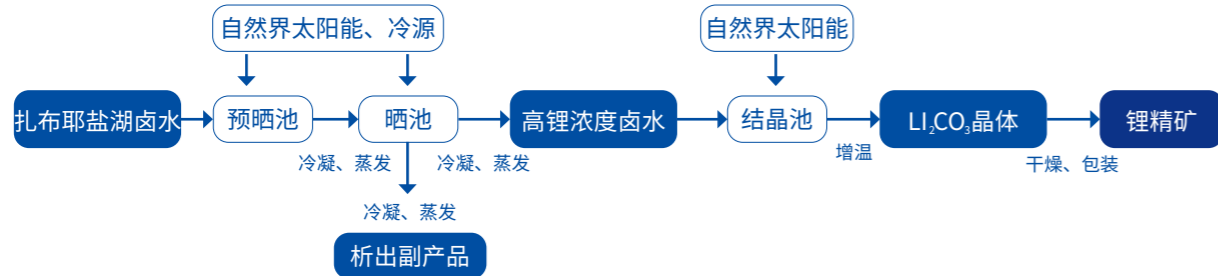 自然界太阳能、冷源
自然界太阳能
扎布耶盐湖卤水
预晒池
晒池
高锂浓度卤水
结晶池
LI₂CO₃晶体
锂精矿
冷凝、蒸发
冷凝、蒸发
增温
干燥、包装
冷凝、蒸发
析出副产品